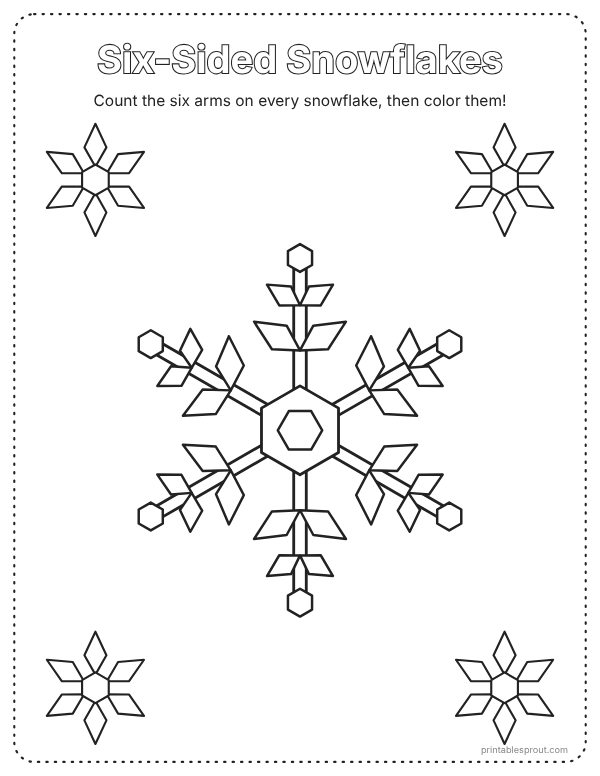 Six-Sided Snowflakes
Count the six arms on every snowflake, then color them!
printablesprout.com